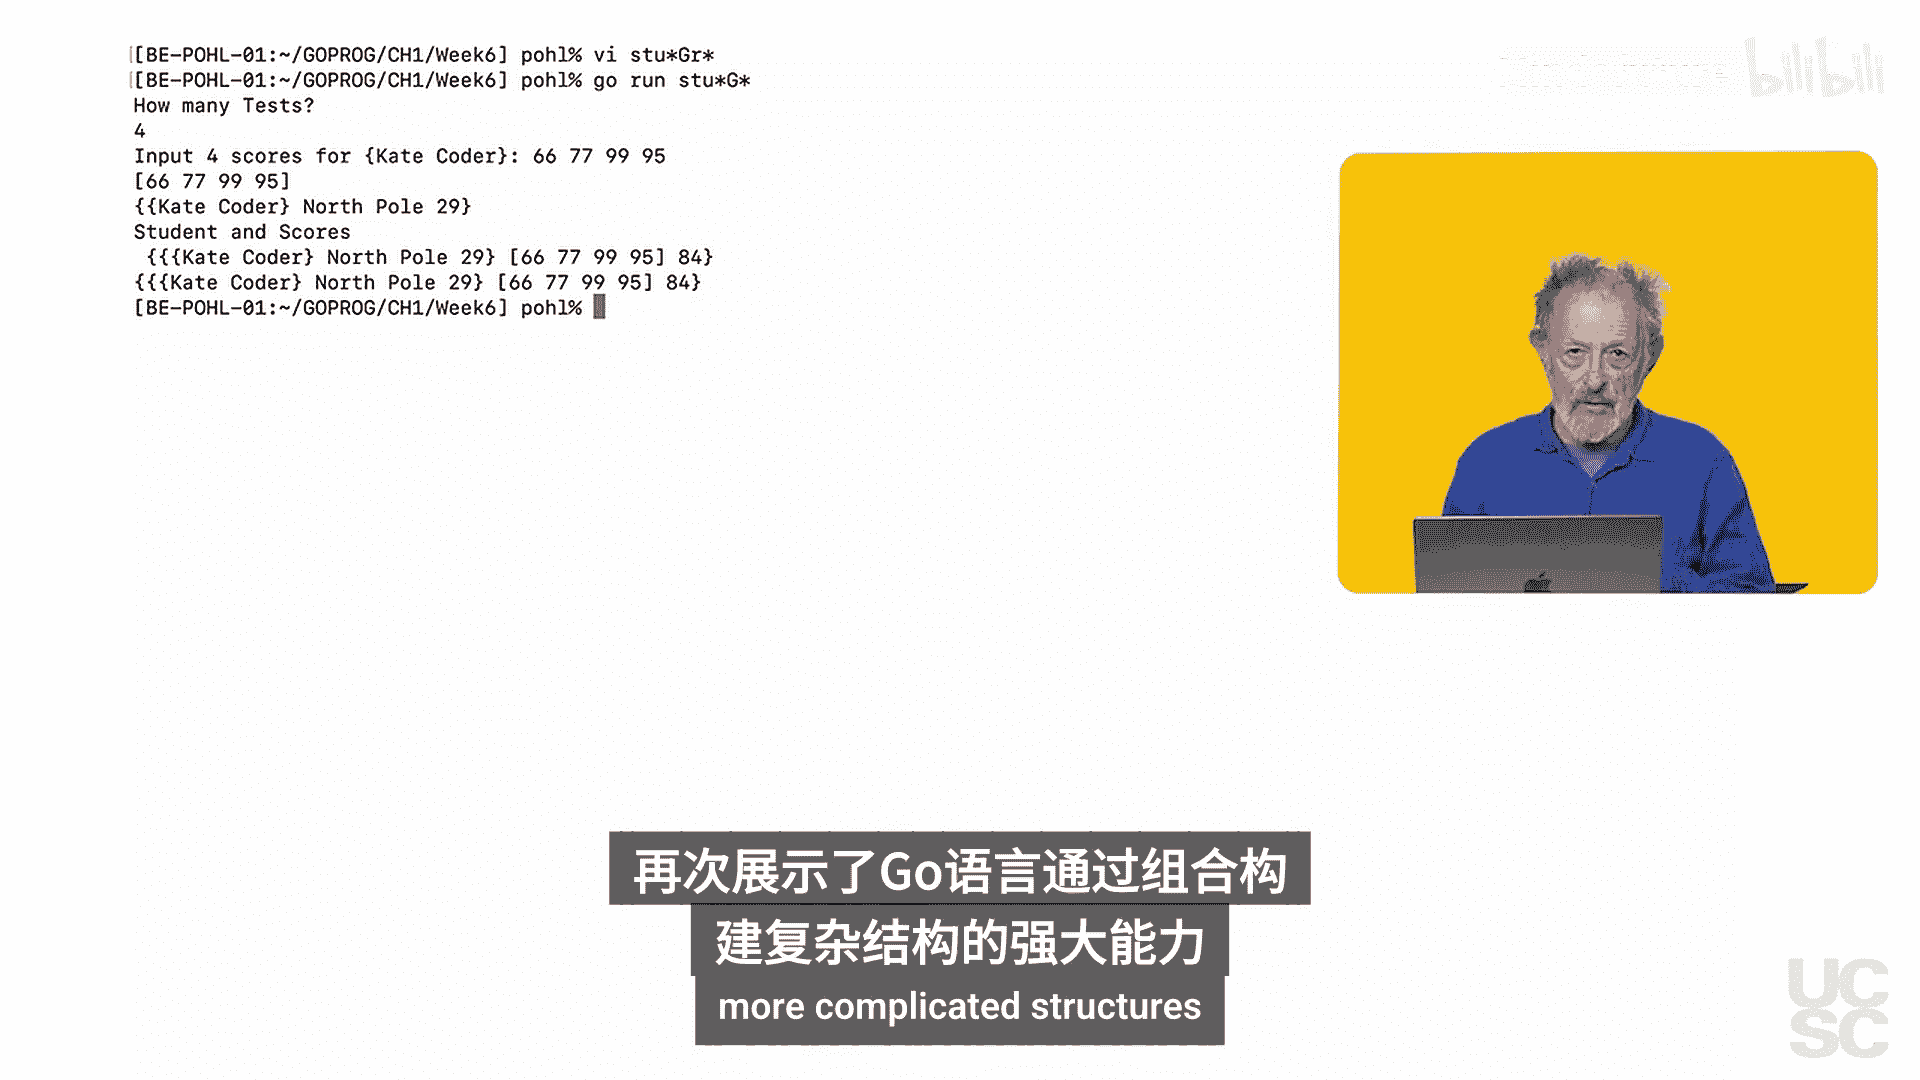 [BE-POHL-01:~/GOPROG/CH1/Week6] pohl% vi stu*Gr*
[BE-POHL-01:~/GOPROG/CH1/Week6] pohl% go run stu*G*
How many Tests?
4
Input 4 scores for {Kate Coder}: 66 77 99 95
[66 77 99 95]
{{Kate Coder} North Pole 29}
Student and Scores
{{{Kate Coder} North Pole 29} [66 77 99 95] 84}
{{{Kate Coder} North Pole 29} [66 77 99 95] 84}
[BE-POHL-01:~/GOPROG/CH1/Week6] pohl%
bilibili
再次展示了Go语言通过组合构
建复杂结构的强大能力
more complicated structures
UC
SC